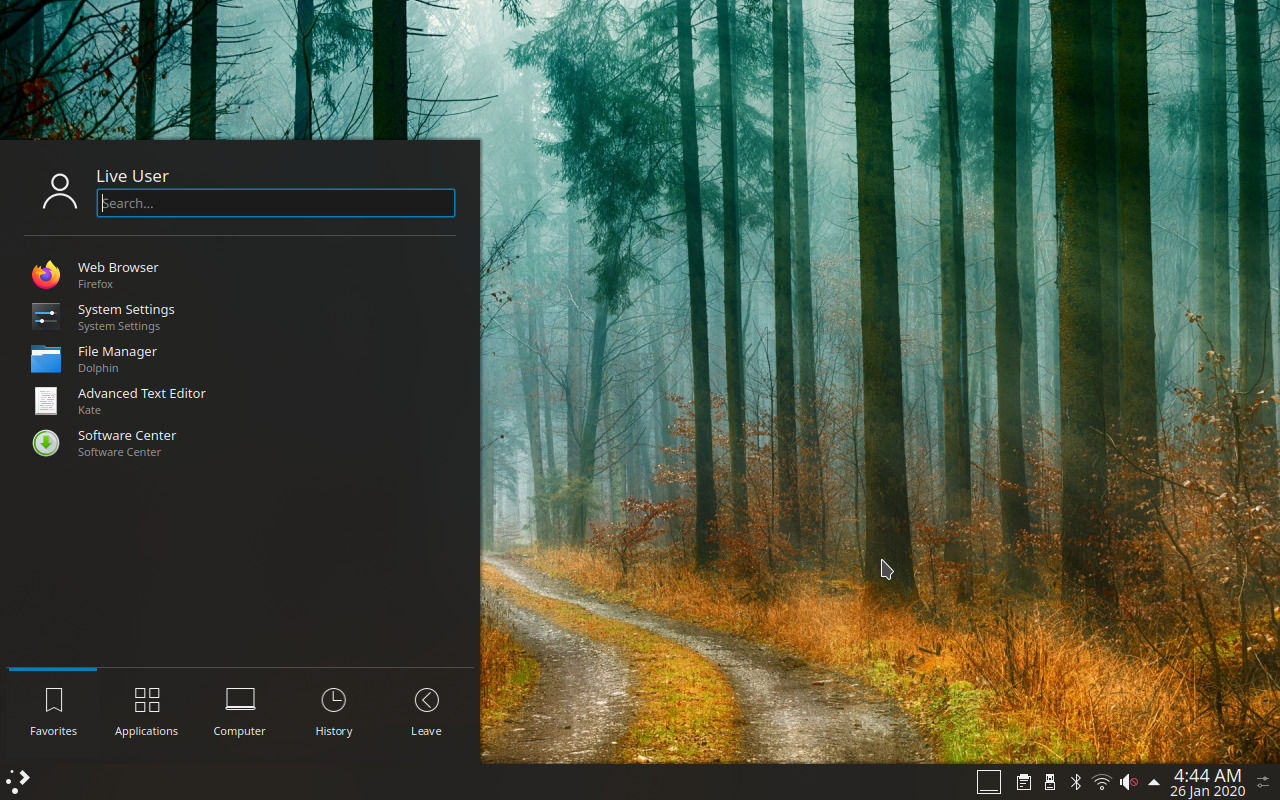 Live User
Search...
Web Browser
Firefox
System Settings
System Settings
File Manager
Dolphin
Advanced Text Editor
Kate
Software Center
Software Center
Favorites
Applications
Computer
History
Leave
4:44 AM
26 Jan 2020